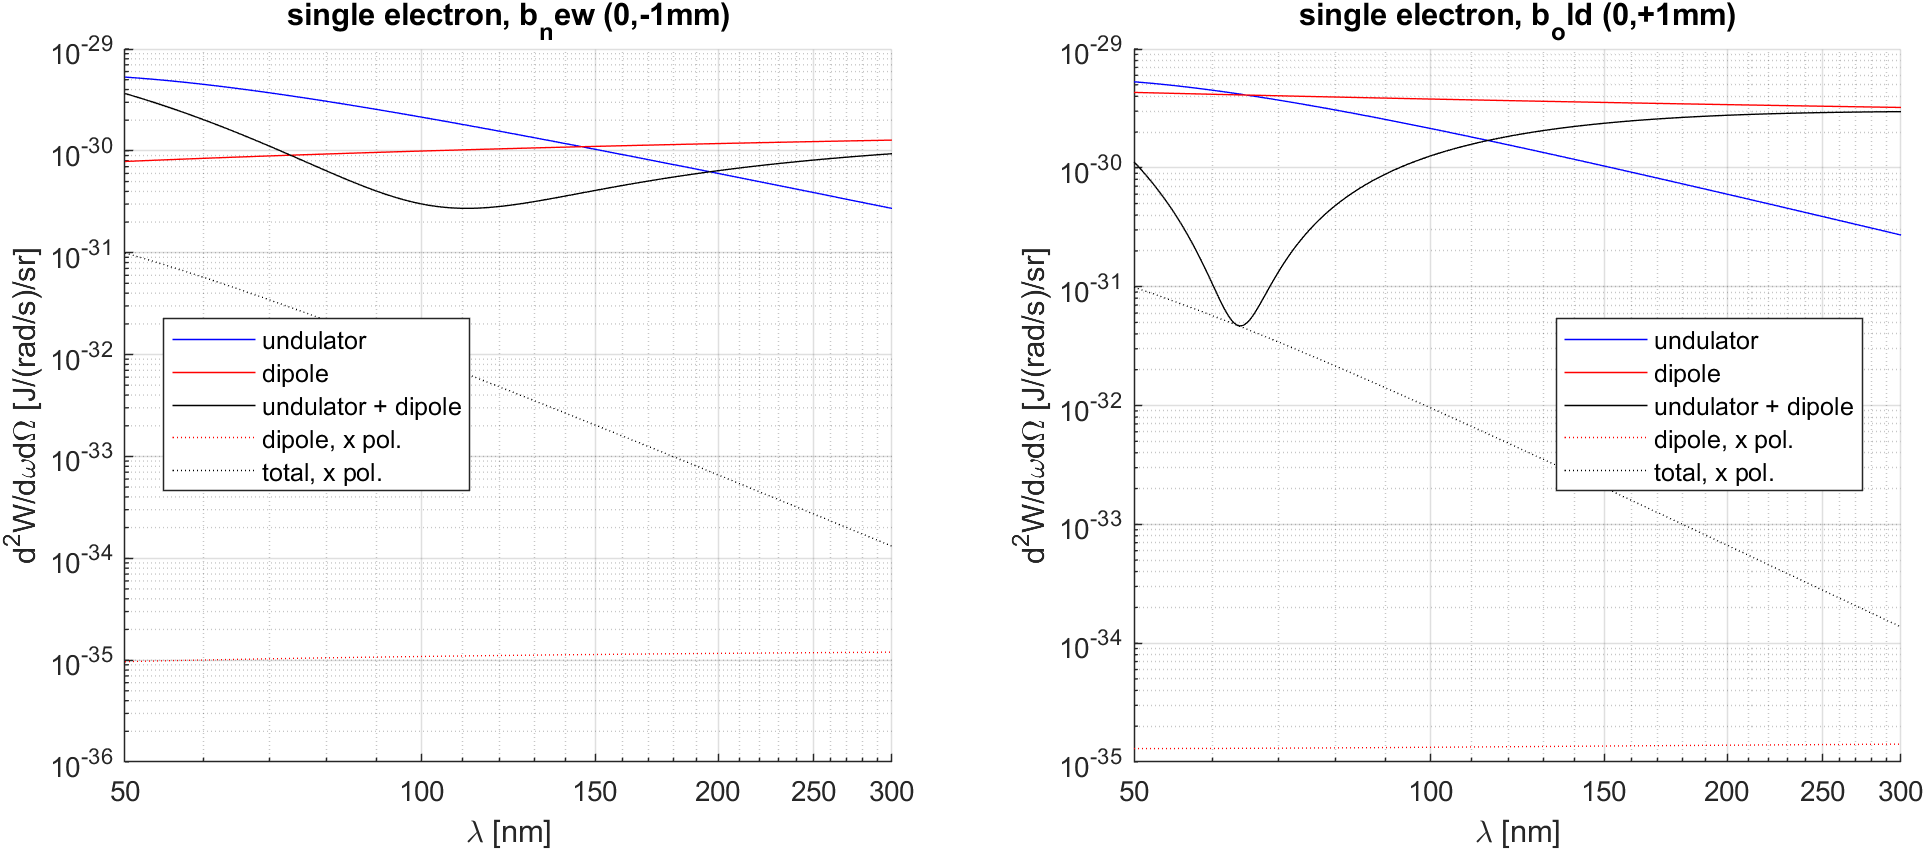 single electron, b_new (0,-1mm)
10^-29
10^-30
10^-31
10^-32
10^-33
10^-34
10^-35
10^-36
d^2W/dωdΩ [J/(rad/s)/sr]
undulator
dipole
undulator + dipole
dipole, x pol.
total, x pol.
50 100 150 200 250 300
λ [nm]
single electron, b_old (0,+1mm)
10^-29
10^-30
10^-31
10^-32
10^-33
10^-34
10^-35
d^2W/dωdΩ [J/(rad/s)/sr]
undulator
dipole
undulator + dipole
dipole, x pol.
total, x pol.
50 100 150 200 250 300
λ [nm]